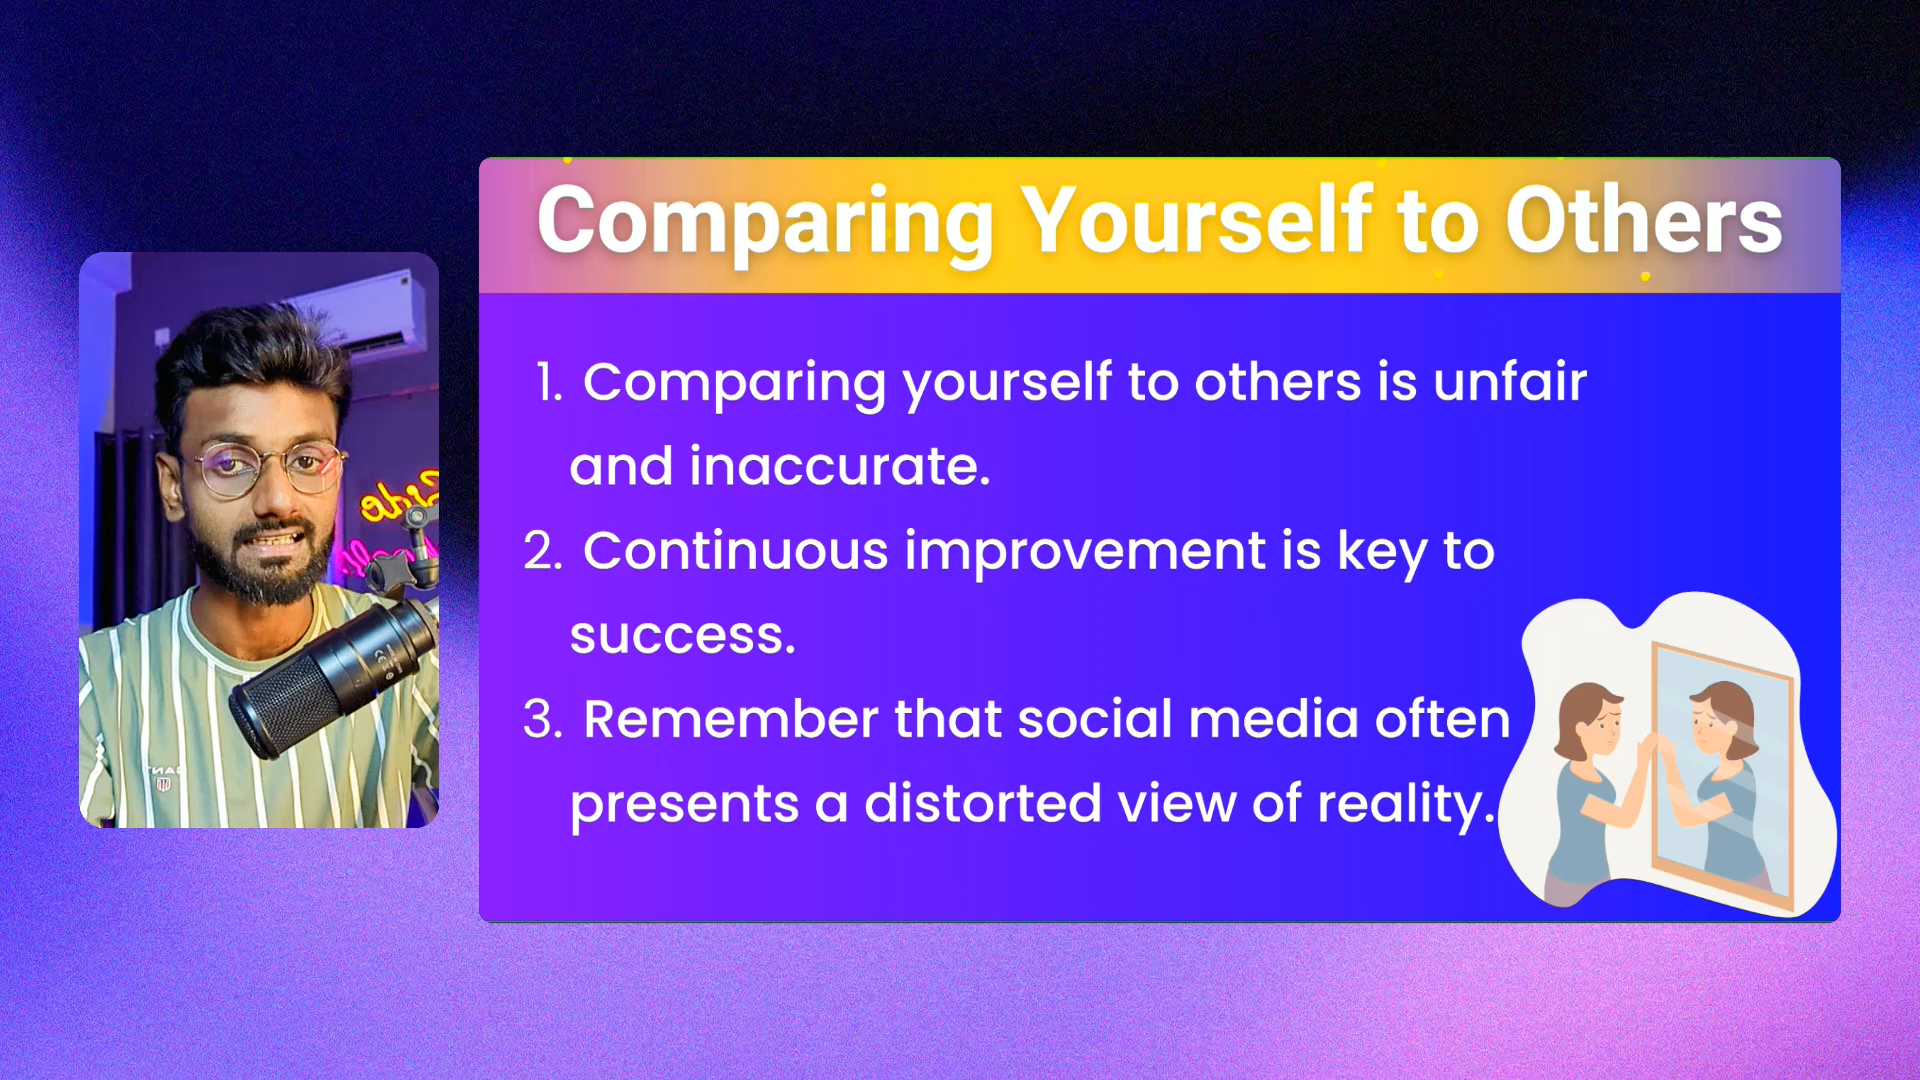 Comparing Yourself to Others
1. Comparing yourself to others is unfair
and inaccurate.
2. Continuous improvement is key to
success.
3. Remember that social media often
presents a distorted view of reality.